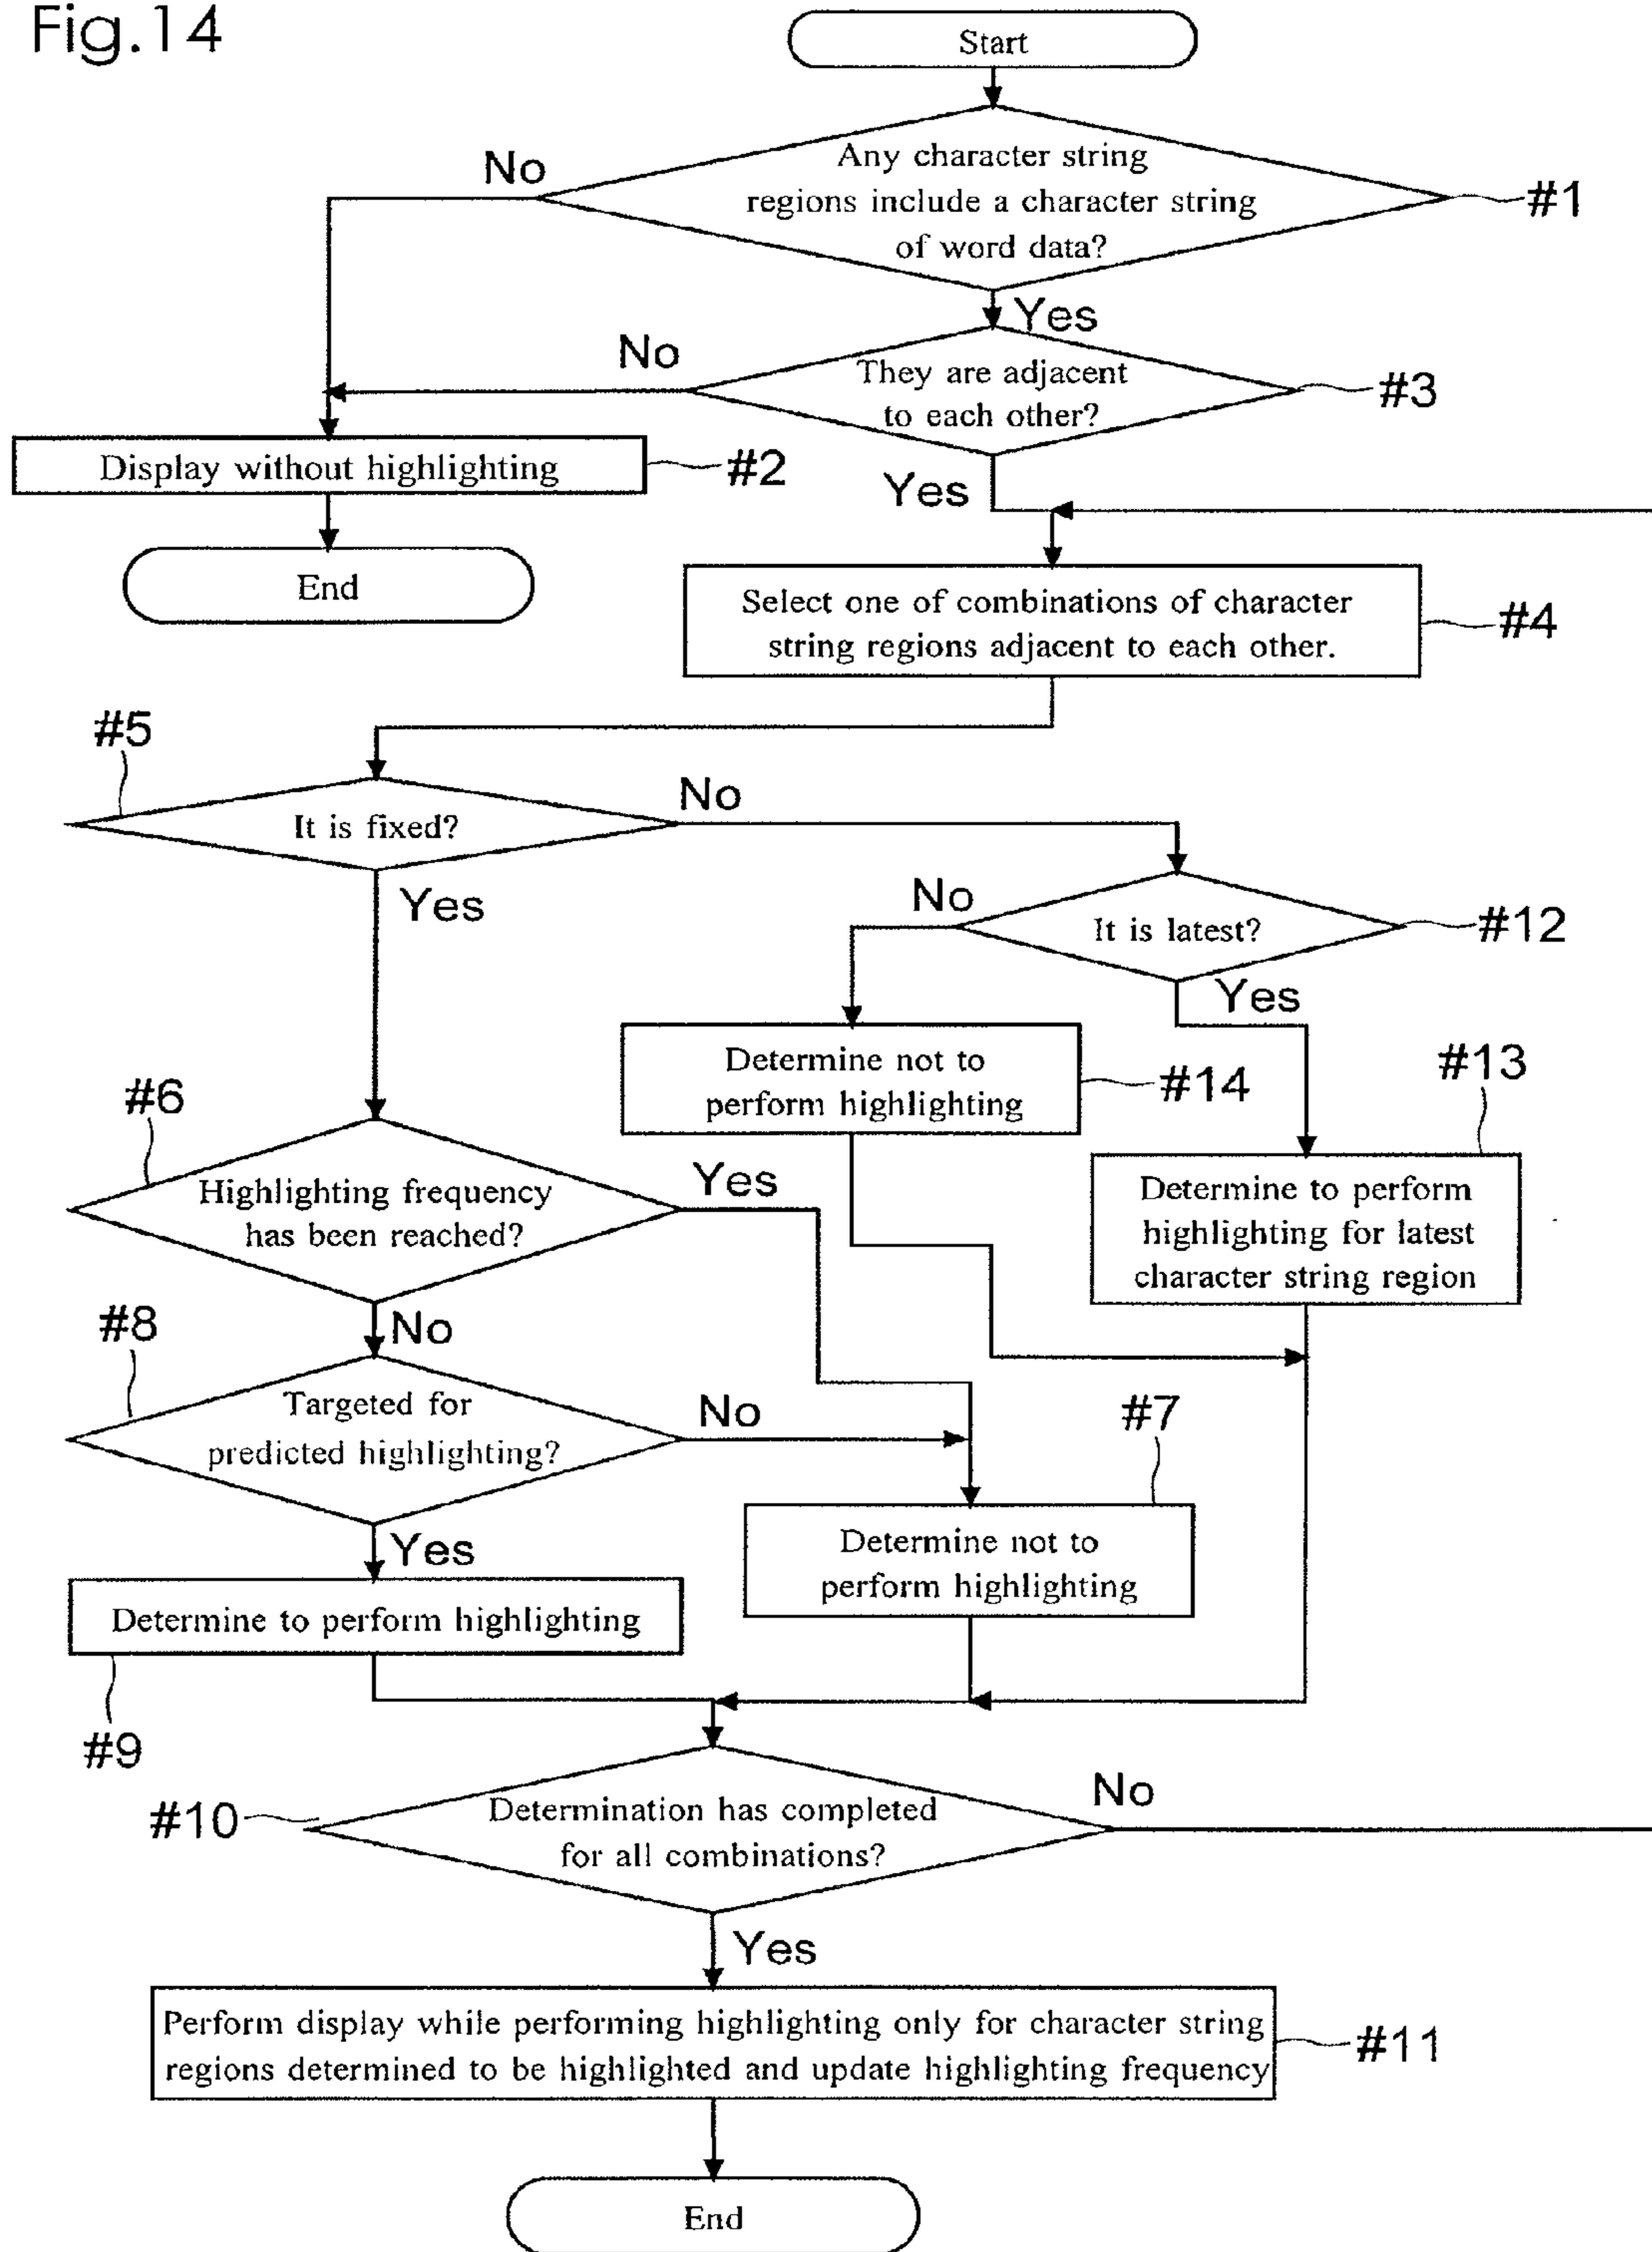 Fig.14
Start
Any character string
regions include a character string
of word data?
No
#1
Yes
They are adjacent
to each other?
No
#3
Display without highlighting
#2
Yes
End
Select one of combinations of character
string regions adjacent to each other.
#4
#5
It is fixed?
No
Yes
It is latest?
No
#12
Yes
Determine not to
perform highlighting
#14
#13
Determine to perform
highlighting for latest
character string region
#6
Highlighting frequency
has been reached?
Yes
No
#8
Targeted for
predicted highlighting?
No
#7
Determine not to
perform highlighting
Yes
Determine to perform highlighting
#9
#10
Determination has completed
for all combinations?
No
Yes
Perform display while performing highlighting only for character string
regions determined to be highlighted and update highlighting frequency
#11
End